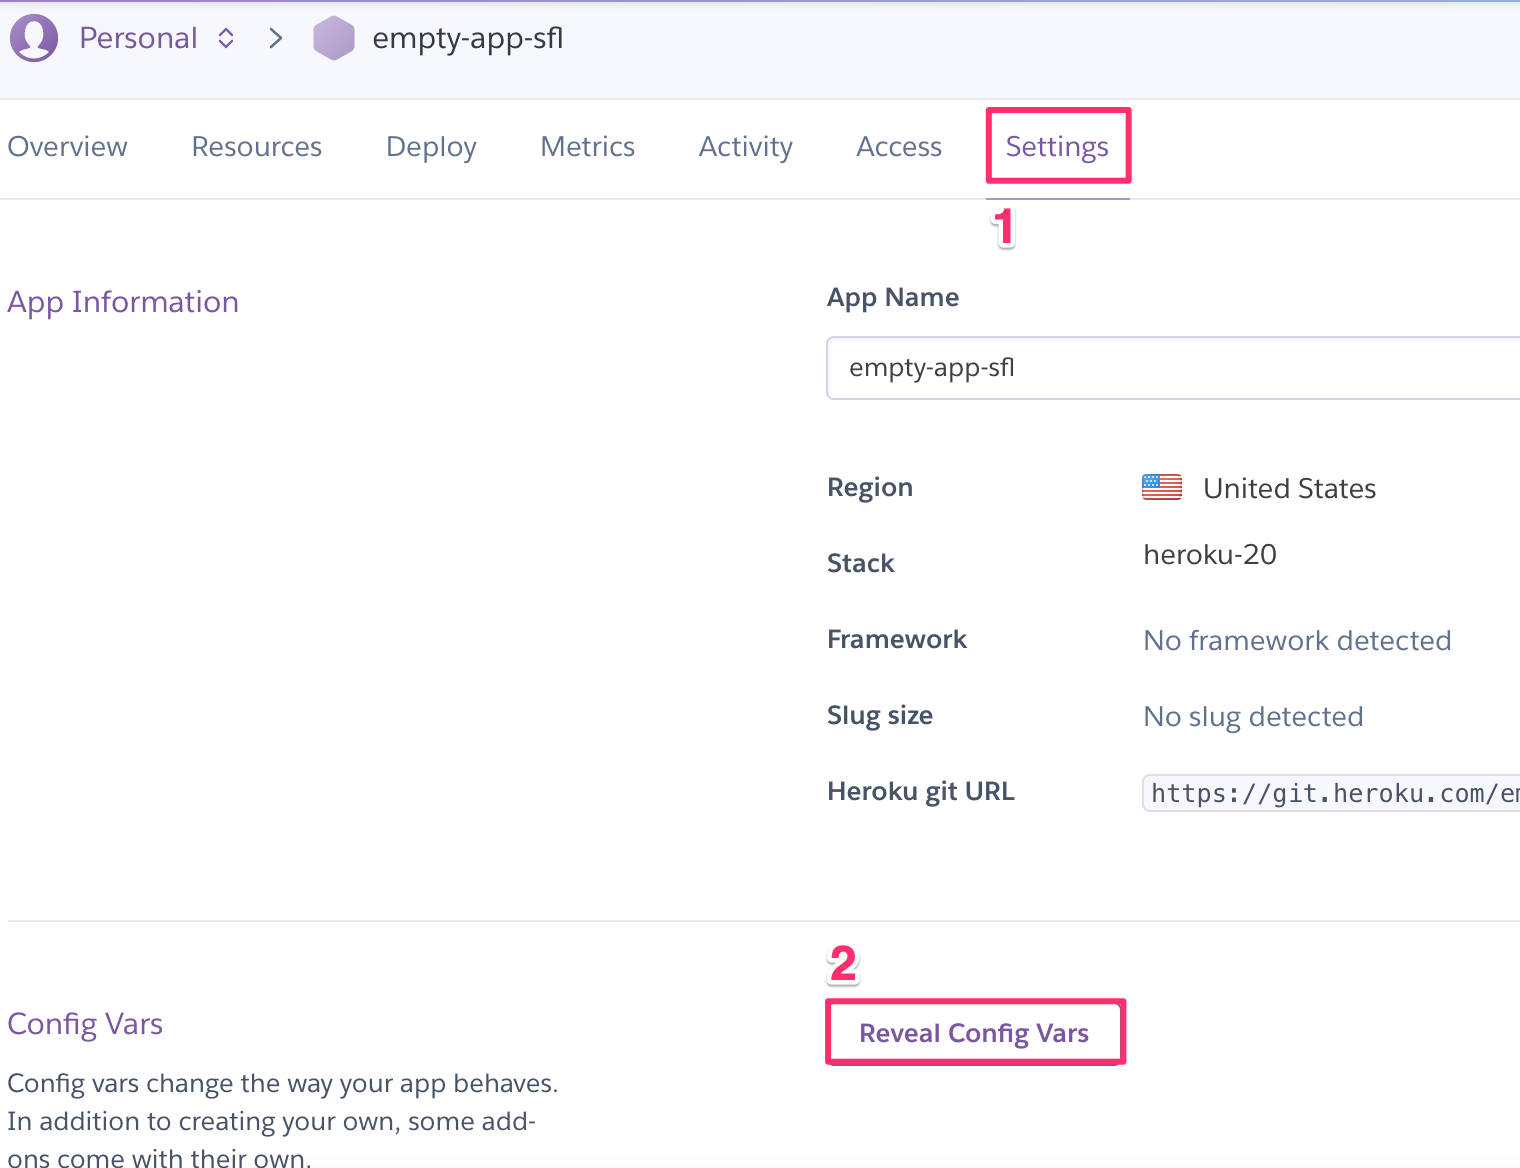 Personal > empty-app-sfl
Overview Resources Deploy Metrics Activity Access Settings
1
App Information
App Name
empty-app-sfl
Region United States
Stack heroku-20
Framework No framework detected
Slug size No slug detected
Heroku git URL https://git.heroku.com/em
2
Config Vars
Reveal Config Vars
Config vars change the way your app behaves.
In addition to creating your own, some add-
ons come with their own.